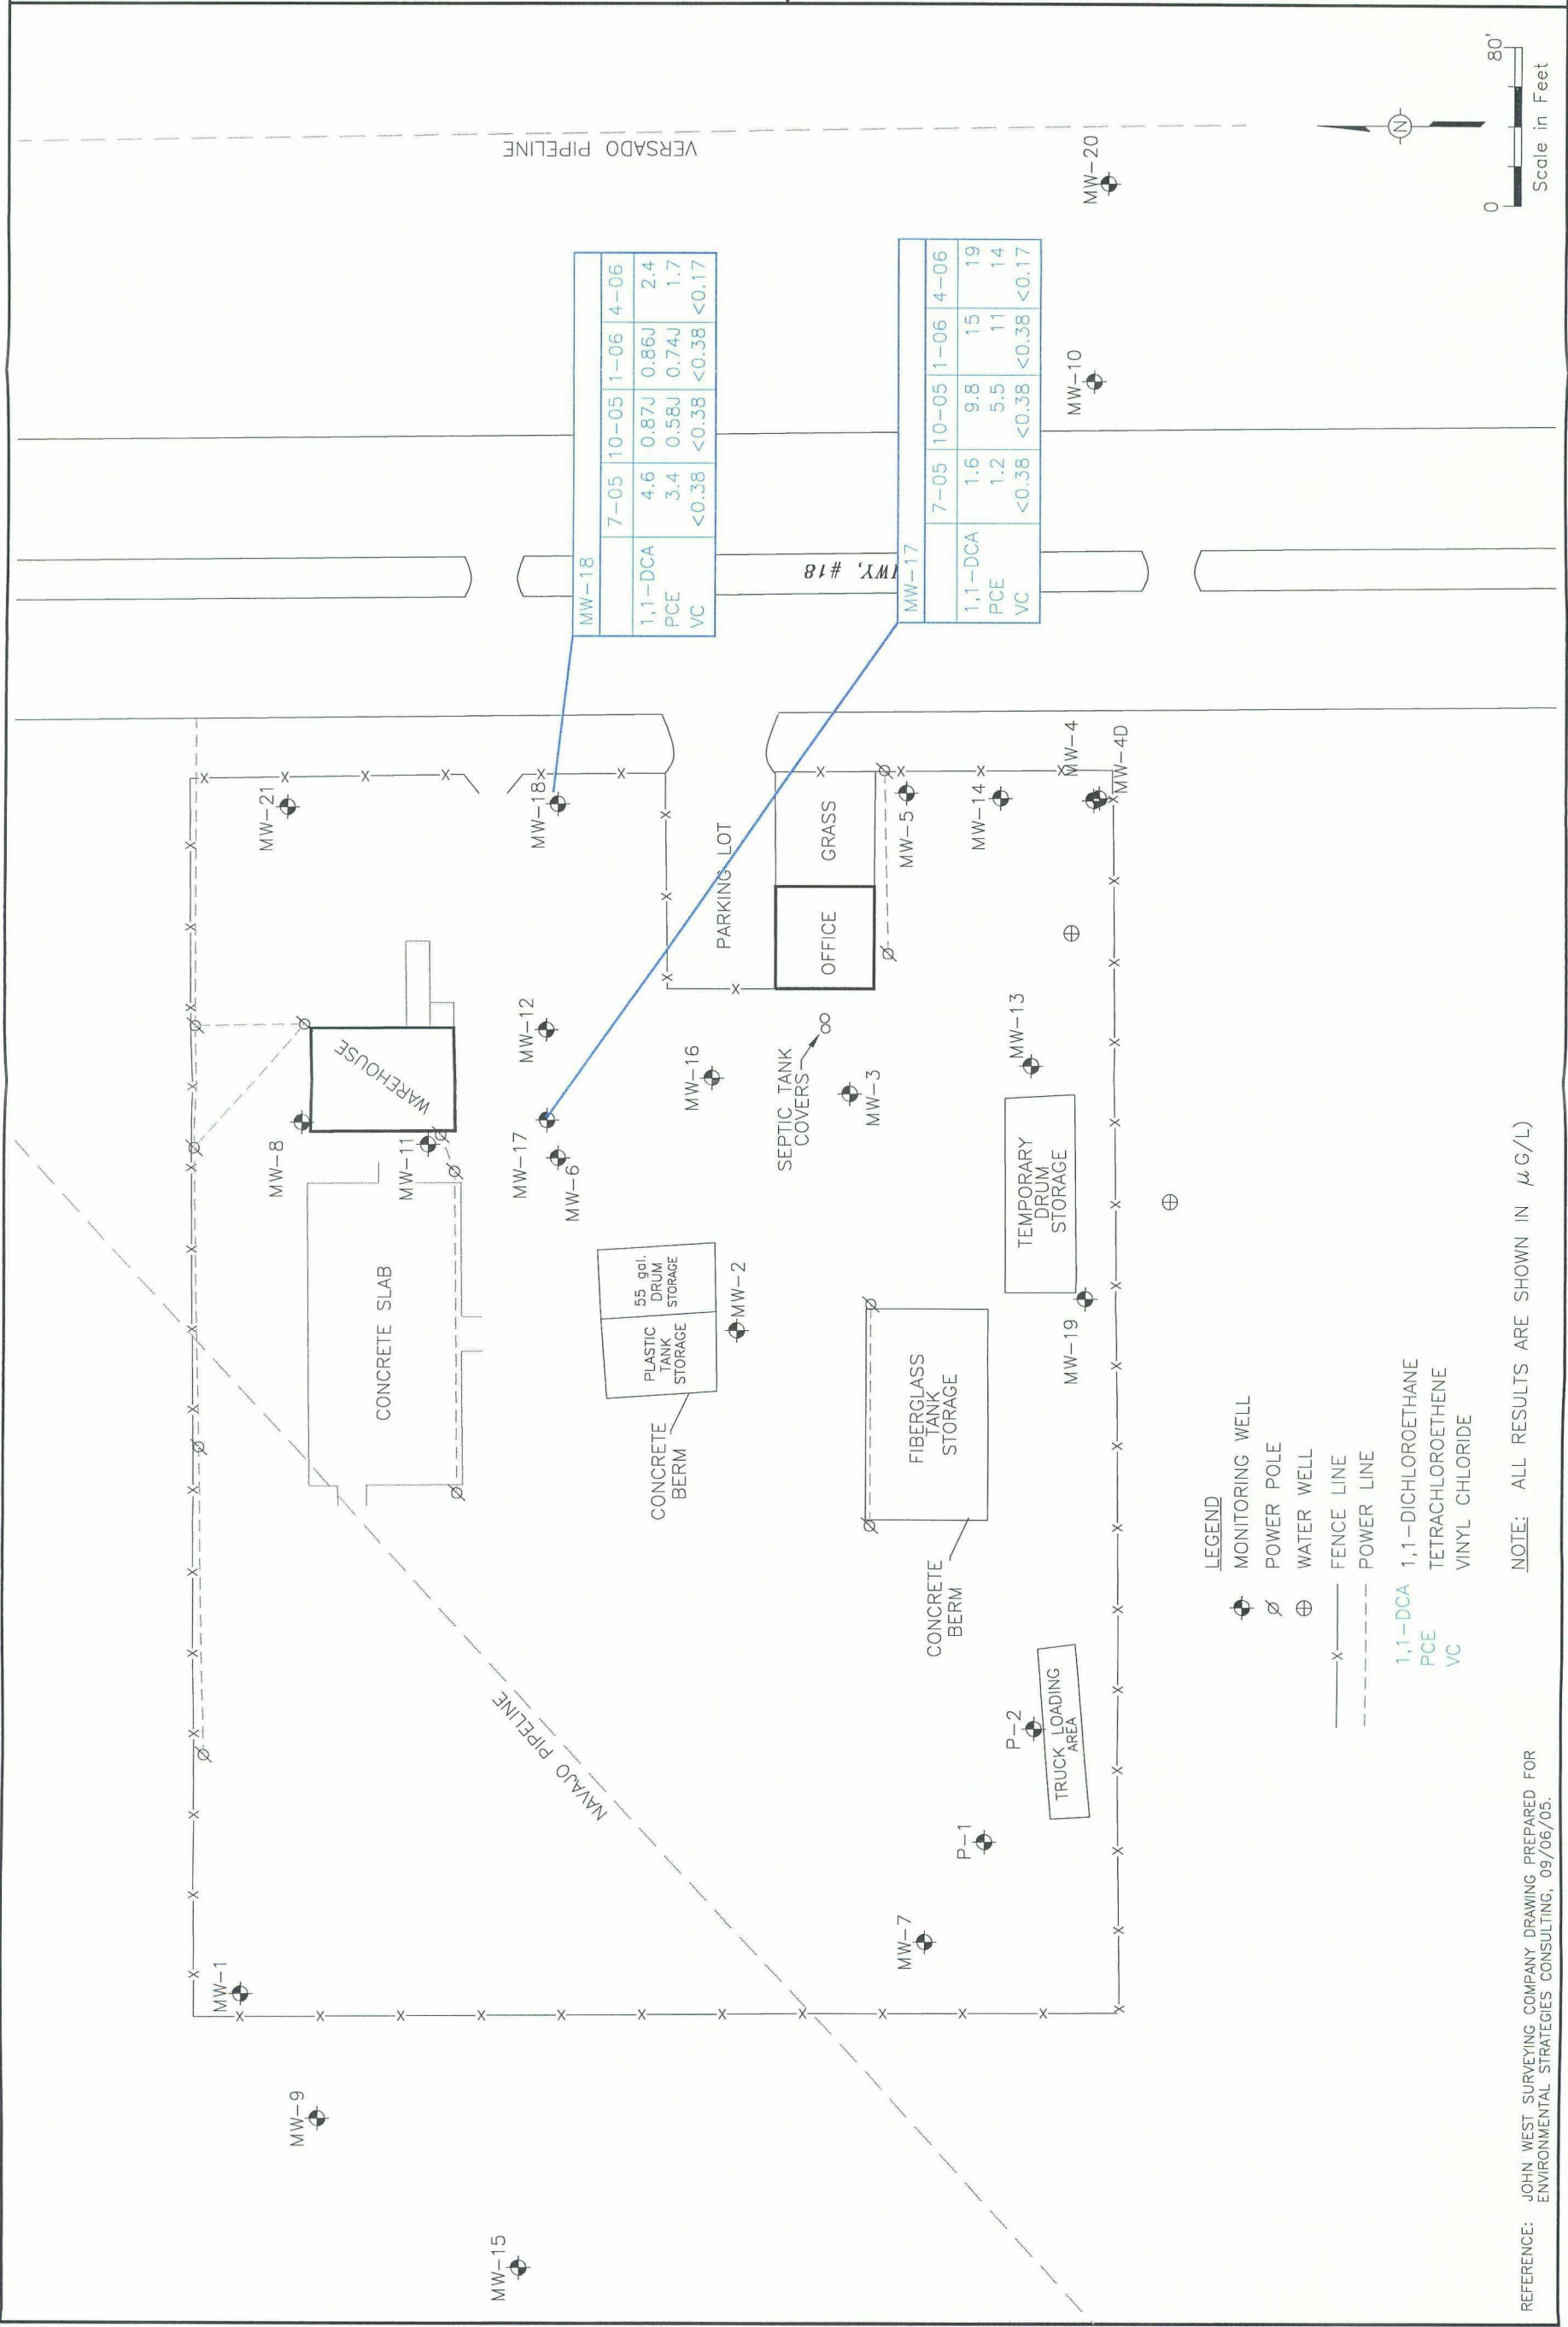 MW-15
MW-9
MW-1
MW-7
P-1
P-2
TRUCK LOADING
AREA
NAVAJO PIPELINE
CONCRETE
BERM
FIBERGLASS
TANK
STORAGE
CONCRETE
BERM
PLASTIC
TANK
STORAGE
55 gal.
DRUM
STORAGE
MW-2
CONCRETE SLAB
MW-19
TEMPORARY
DRUM
STORAGE
MW-8
MW-11
WAREHOUSE
MW-17
MW-6
MW-12
MW-16
SEPTIC TANK
COVERS
MW-3
MW-13
OFFICE
GRASS
PARKING LOT
MW-21
MW-18
MW-5
MW-14
MW-4
MW-4D
MW-18
7-05 10-05 1-06 4-06
1,1-DCA 4.6 0.87J 0.86J 2.4
PCE 3.4 0.58J 0.74J 1.7
VC <0.38 <0.38 <0.38 <0.17
MW-17
7-05 10-05 1-06 4-06
1,1-DCA 1.6 9.8 15 19
PCE 1.2 5.5 11 14
VC <0.38 <0.38 <0.38 <0.17
WY, #18
MW-10
MW-20
VERSADO PIPELINE
LEGEND
MONITORING WELL
POWER POLE
WATER WELL
X FENCE LINE
POWER LINE
1,1-DCA 1,1-DICHLOROETHANE
PCE TETRACHLOROETHENE
VC VINYL CHLORIDE
NOTE: ALL RESULTS ARE SHOWN IN µG/L)
N
0 80'
Scale in Feet
REFERENCE: JOHN WEST SURVEYING COMPANY DRAWING PREPARED FOR
ENVIRONMENTAL STRATEGIES CONSULTING, 09/06/05.